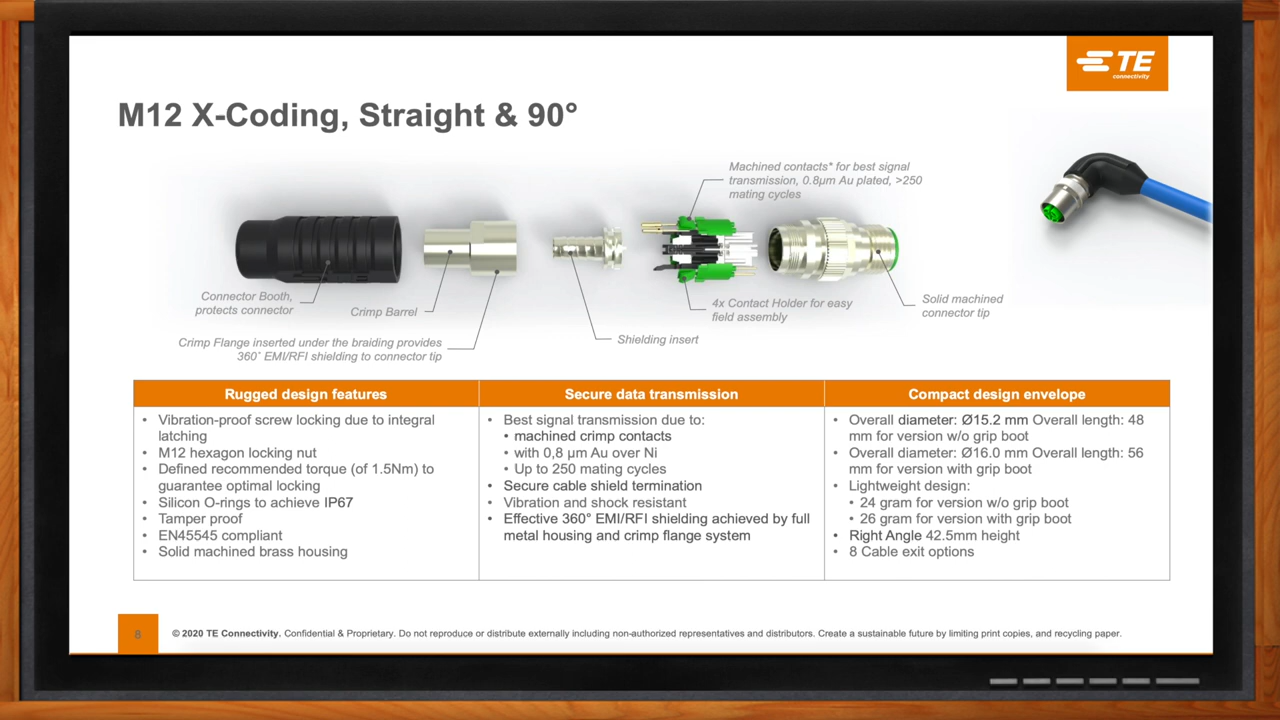 TE
connectivity
M12 X-Coding, Straight & 90°
Machined contacts* for best signal
transmission, 0.8µm Au plated, >250
mating cycles
Connector Booth,
protects connector
Crimp Barrel
4x Contact Holder for easy
field assembly
Solid machined
connector tip
Crimp Flange inserted under the braiding provides
360˚ EMI/RFI shielding to connector tip
Shielding insert
Rugged design features
• Vibration-proof screw locking due to integral
latching
• M12 hexagon locking nut
• Defined recommended torque (of 1.5Nm) to
guarantee optimal locking
• Silicon O-rings to achieve IP67
• Tamper proof
• EN45545 compliant
• Solid machined brass housing
Secure data transmission
• Best signal transmission due to:
• machined crimp contacts
• with 0,8 µm Au over Ni
• Up to 250 mating cycles
• Secure cable shield termination
• Vibration and shock resistant
• Effective 360° EMI/RFI shielding achieved by full
metal housing and crimp flange system
Compact design envelope
• Overall diameter: Ø15.2 mm Overall length: 48
mm for version w/o grip boot
• Overall diameter: Ø16.0 mm Overall length: 56
mm for version with grip boot
• Lightweight design:
• 24 gram for version w/o grip boot
• 26 gram for version with grip boot
• Right Angle 42.5mm height
• 8 Cable exit options
8
© 2020 TE Connectivity. Confidential & Proprietary. Do not reproduce or distribute externally including non-authorized representatives and distributors. Create a sustainable future by limiting print copies, and recycling paper.